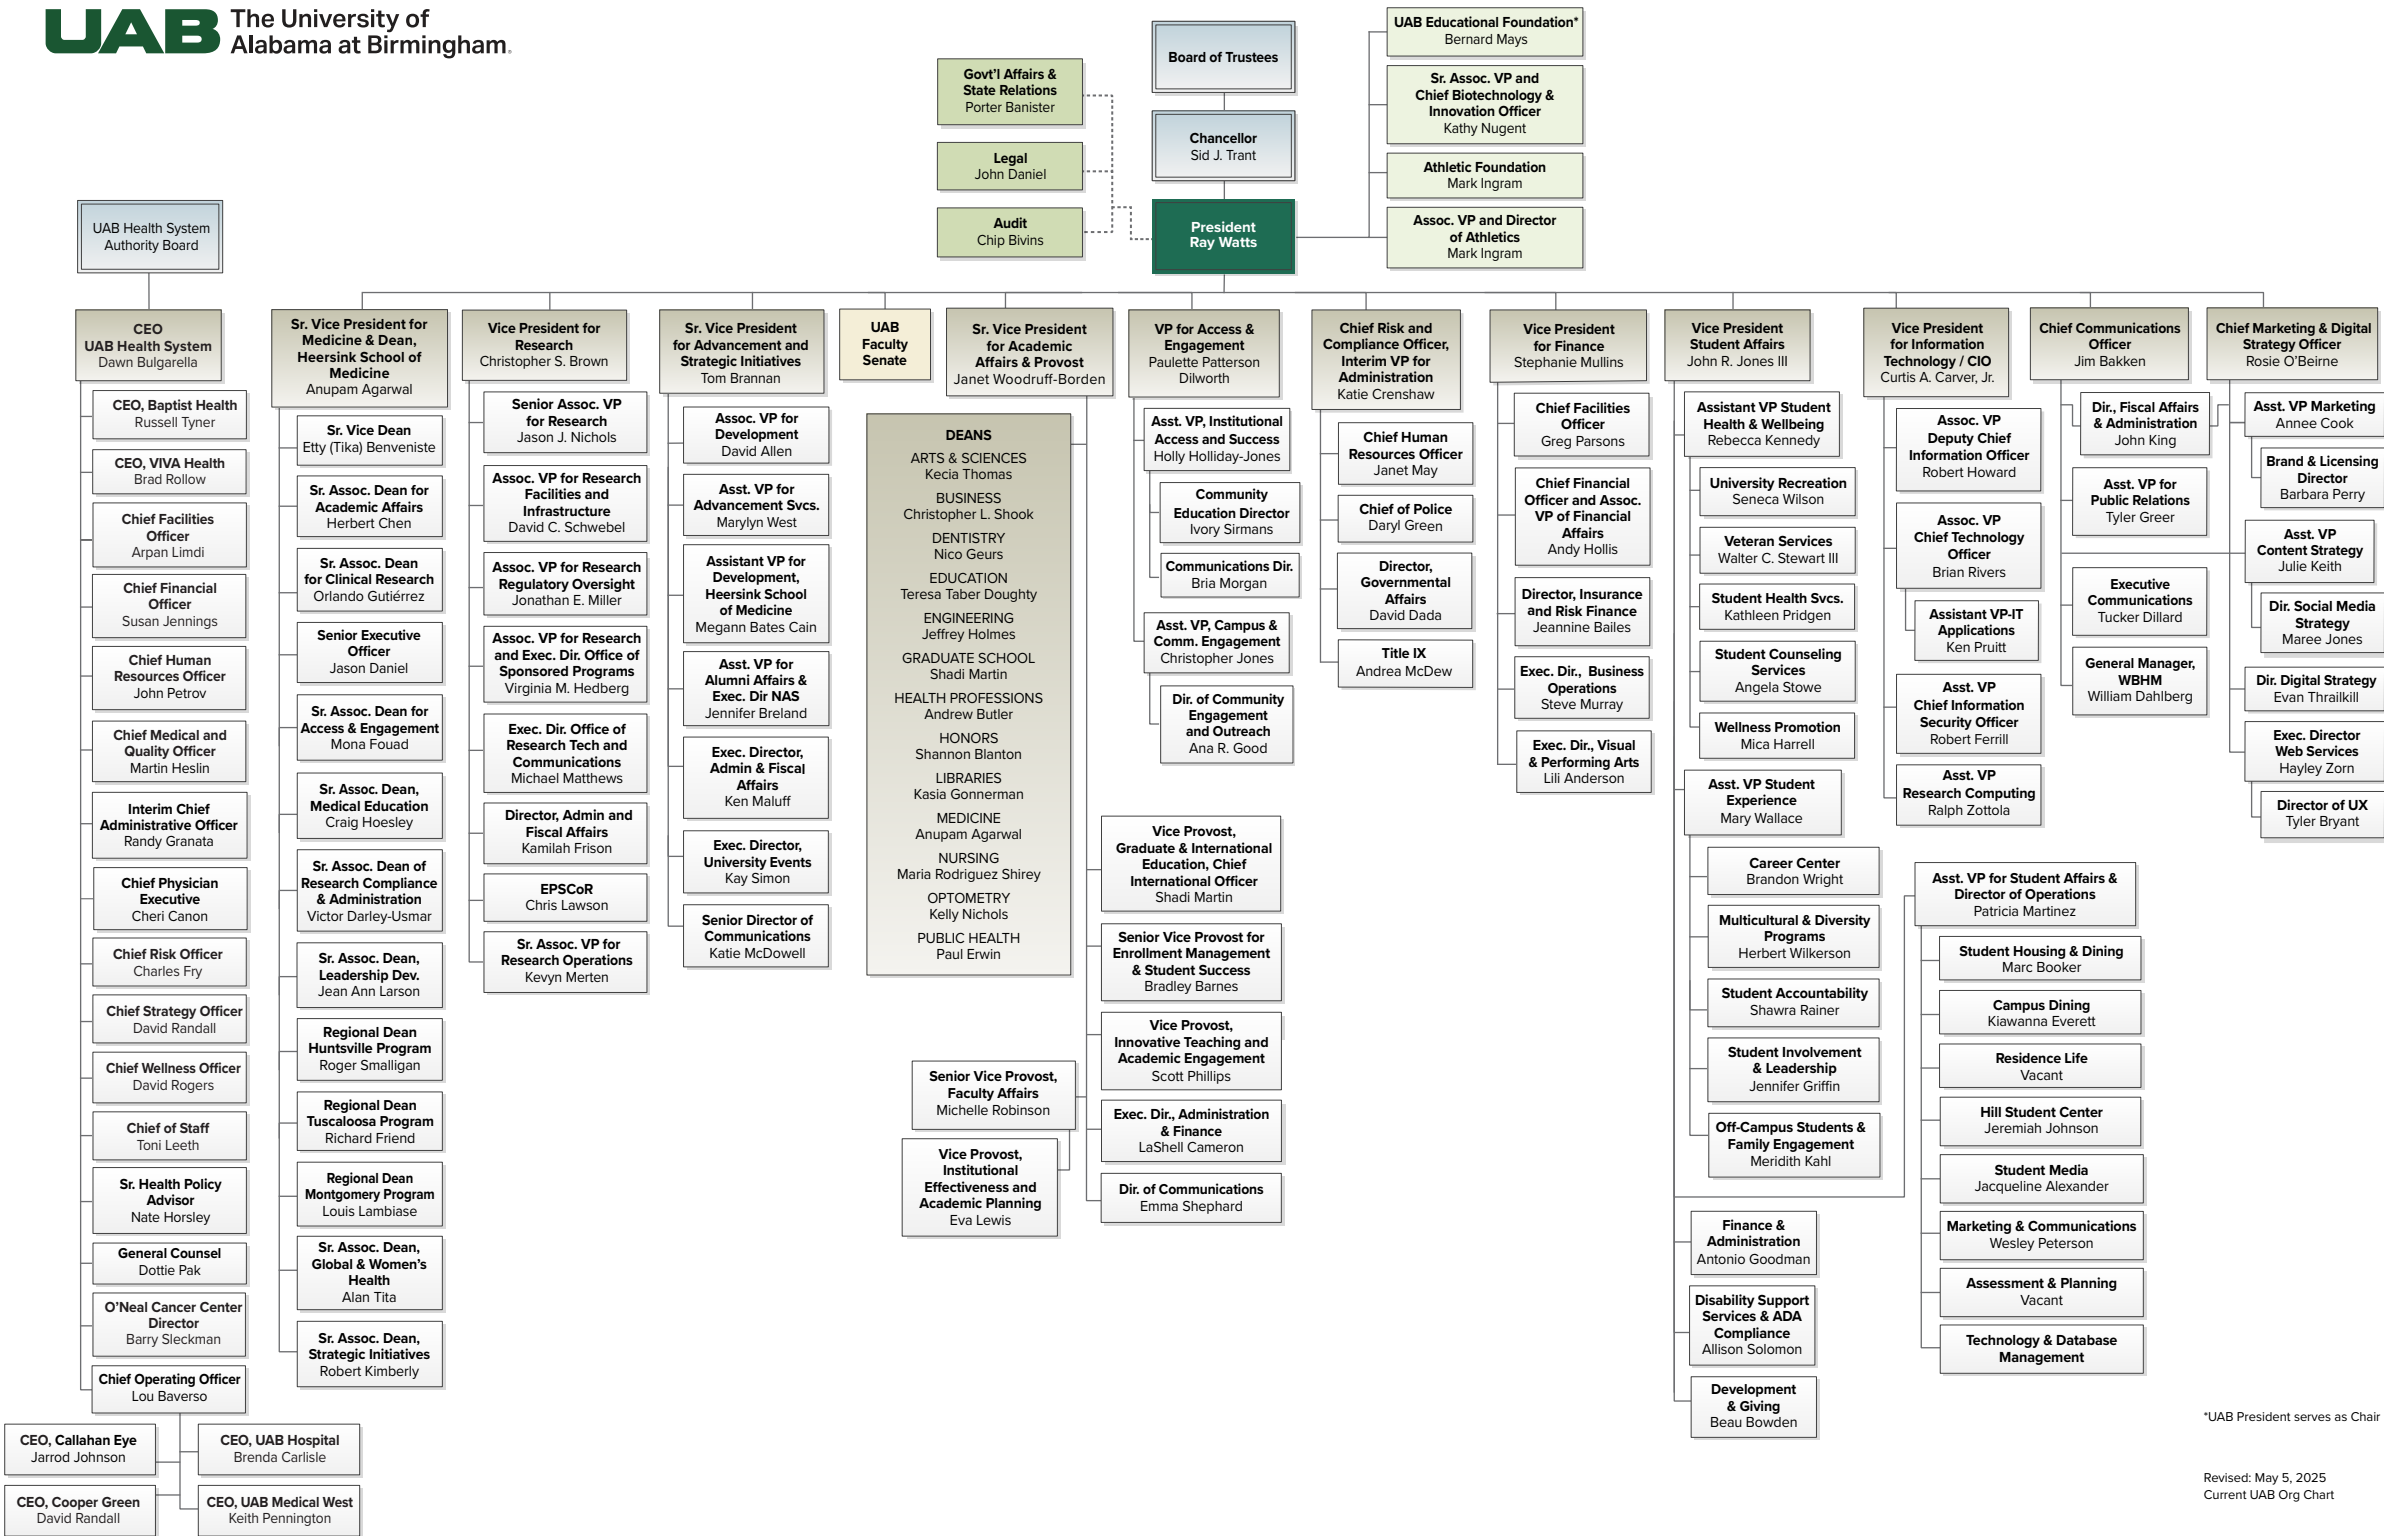 UAB
The University of
Alabama at Birmingham.
Board of Trustees
Chancellor
Sid J. Trant
President
Ray Watts
Govt'l Affairs &
State Relations
Porter Banister
Legal
John Daniel
Audit
Chip Bivins
UAB Educational Foundation*
Bernard Mays
Sr. Assoc. VP and
Chief Biotechnology &
Innovation Officer
Kathy Nugent
Athletic Foundation
Mark Ingram
Assoc. VP and Director
of Athletics
Mark Ingram
UAB Health System
Authority Board
CEO
UAB Health System
Dawn Bulgarella
CEO, Baptist Health
Russell Tyner
CEO, VIVA Health
Brad Rollow
Chief Facilities
Officer
Arpan Limdi
Chief Financial
Officer
Susan Jennings
Chief Human
Resources Officer
John Petrov
Chief Medical and
Quality Officer
Martin Heslin
Interim Chief
Administrative Officer
Randy Granata
Chief Physician
Executive
Cheri Canon
Chief Risk Officer
Charles Fry
Chief Strategy Officer
David Randall
Chief Wellness Officer
David Rogers
Chief of Staff
Toni Leeth
Sr. Health Policy
Advisor
Nate Horsley
General Counsel
Dottie Pak
O'Neal Cancer Center
Director
Barry Sleckman
Chief Operating Officer
Lou Baverso
CEO, Callahan Eye
Jarrod Johnson
CEO, UAB Hospital
Brenda Carlisle
CEO, Cooper Green
David Randall
CEO, UAB Medical West
Keith Pennington
Sr. Vice President for
Medicine & Dean,
Heersink School of
Medicine
Anupam Agarwal
Sr. Vice Dean
Etty (Tika) Benveniste
Sr. Assoc. Dean for
Academic Affairs
Herbert Chen
Sr. Assoc. Dean
for Clinical Research
Orlando Gutiérrez
Senior Executive
Officer
Jason Daniel
Sr. Assoc. Dean for
Access & Engagement
Mona Fouad
Sr. Assoc. Dean,
Medical Education
Craig Hoesley
Sr. Assoc. Dean of
Research Compliance
& Administration
Victor Darley-Usmar
Sr. Assoc. Dean,
Leadership Dev.
Jean Ann Larson
Regional Dean
Huntsville Program
Roger Smalligan
Regional Dean
Tuscaloosa Program
Richard Friend
Regional Dean
Montgomery Program
Louis Lambiase
Sr. Assoc. Dean,
Global & Women's
Health
Alan Tita
Sr. Assoc. Dean,
Strategic Initiatives
Robert Kimberly
Vice President for
Research
Christopher S. Brown
Senior Assoc. VP
for Research
Jason J. Nichols
Assoc. VP for Research
Facilities and
Infrastructure
David C. Schwebel
Assoc. VP for Research
Regulatory Oversight
Jonathan E. Miller
Assoc. VP for Research
and Exec. Dir. Office of
Sponsored Programs
Virginia M. Hedberg
Exec. Dir. Office of
Research Tech and
Communications
Michael Matthews
Director, Admin and
Fiscal Affairs
Kamilah Frison
EPSCoR
Chris Lawson
Sr. Assoc. VP for
Research Operations
Kevyn Merten
Sr. Vice President
for Advancement and
Strategic Initiatives
Tom Brannan
Assoc. VP for
Development
David Allen
Asst. VP for
Advancement Svcs.
Marylyn West
Assistant VP for
Development,
Heersink School
of Medicine
Megann Bates Cain
Asst. VP for
Alumni Affairs &
Exec. Dir NAS
Jennifer Breland
Exec. Director,
Admin & Fiscal
Affairs
Ken Maluff
Exec. Director,
University Events
Kay Simon
Senior Director of
Communications
Katie McDowell
UAB
Faculty
Senate
Sr. Vice President
for Academic
Affairs & Provost
Janet Woodruff-Borden
DEANS
ARTS & SCIENCES
Kecia Thomas
BUSINESS
Christopher L. Shook
DENTISTRY
Nico Geurs
EDUCATION
Teresa Taber Doughty
ENGINEERING
Jeffrey Holmes
GRADUATE SCHOOL
Shadi Martin
HEALTH PROFESSIONS
Andrew Butler
HONORS
Shannon Blanton
LIBRARIES
Kasia Gonnerman
MEDICINE
Anupam Agarwal
NURSING
Maria Rodriguez Shirey
OPTOMETRY
Kelly Nichols
PUBLIC HEALTH
Paul Erwin
Vice Provost,
Graduate & International
Education, Chief
International Officer
Shadi Martin
Senior Vice Provost for
Enrollment Management
& Student Success
Bradley Barnes
Vice Provost,
Innovative Teaching and
Academic Engagement
Scott Phillips
Senior Vice Provost,
Faculty Affairs
Michelle Robinson
Exec. Dir., Administration
& Finance
LaShell Cameron
Vice Provost,
Institutional
Effectiveness and
Academic Planning
Eva Lewis
Dir. of Communications
Emma Shephard
VP for Access &
Engagement
Paulette Patterson
Dilworth
Asst. VP, Institutional
Access and Success
Holly Holliday-Jones
Community
Education Director
Ivory Sirmans
Communications Dir.
Bria Morgan
Asst. VP, Campus &
Comm. Engagement
Christopher Jones
Dir. of Community
Engagement
and Outreach
Ana R. Good
Chief Risk and
Compliance Officer,
Interim VP for
Administration
Katie Crenshaw
Chief Human
Resources Officer
Janet May
Chief of Police
Daryl Green
Director,
Governmental
Affairs
David Dada
Title IX
Andrea McDew
Vice President
for Finance
Stephanie Mullins
Chief Facilities
Officer
Greg Parsons
Chief Financial
Officer and Assoc.
VP of Financial
Affairs
Andy Hollis
Director, Insurance
and Risk Finance
Jeannine Bailes
Exec. Dir., Business
Operations
Steve Murray
Exec. Dir., Visual
& Performing Arts
Lili Anderson
Vice President
Student Affairs
John R. Jones III
Assistant VP Student
Health & Wellbeing
Rebecca Kennedy
University Recreation
Seneca Wilson
Veteran Services
Walter C. Stewart III
Student Health Svcs.
Kathleen Pridgen
Student Counseling
Services
Angela Stowe
Wellness Promotion
Mica Harrell
Asst. VP Student
Experience
Mary Wallace
Career Center
Brandon Wright
Multicultural & Diversity
Programs
Herbert Wilkerson
Student Accountability
Shawra Rainer
Student Involvement
& Leadership
Jennifer Griffin
Off-Campus Students &
Family Engagement
Meridith Kahl
Finance &
Administration
Antonio Goodman
Disability Support
Services & ADA
Compliance
Allison Solomon
Development
& Giving
Beau Bowden
Asst. VP for Student Affairs &
Director of Operations
Patricia Martinez
Student Housing & Dining
Marc Booker
Campus Dining
Kiawanna Everett
Residence Life
Vacant
Hill Student Center
Jeremiah Johnson
Student Media
Jacqueline Alexander
Marketing & Communications
Wesley Peterson
Assessment & Planning
Vacant
Technology & Database
Management
Vice President
for Information
Technology / CIO
Curtis A. Carver, Jr.
Assoc. VP
Deputy Chief
Information Officer
Robert Howard
Assoc. VP
Chief Technology
Officer
Brian Rivers
Assistant VP-IT
Applications
Ken Pruitt
Asst. VP
Chief Information
Security Officer
Robert Ferrill
Asst. VP
Research Computing
Ralph Zottola
Chief Communications
Officer
Jim Bakken
Dir., Fiscal Affairs
& Administration
John King
Asst. VP for
Public Relations
Tyler Greer
Executive
Communications
Tucker Dillard
General Manager,
WBHM
William Dahlberg
Chief Marketing & Digital
Strategy Officer
Rosie O'Beirne
Asst. VP Marketing
Annee Cook
Brand & Licensing
Director
Barbara Perry
Asst. VP
Content Strategy
Julie Keith
Dir. Social Media
Strategy
Maree Jones
Dir. Digital Strategy
Evan Thrailkill
Exec. Director
Web Services
Hayley Zorn
Director of UX
Tyler Bryant
*UAB President serves as Chair
Revised: May 5, 2025
Current UAB Org Chart